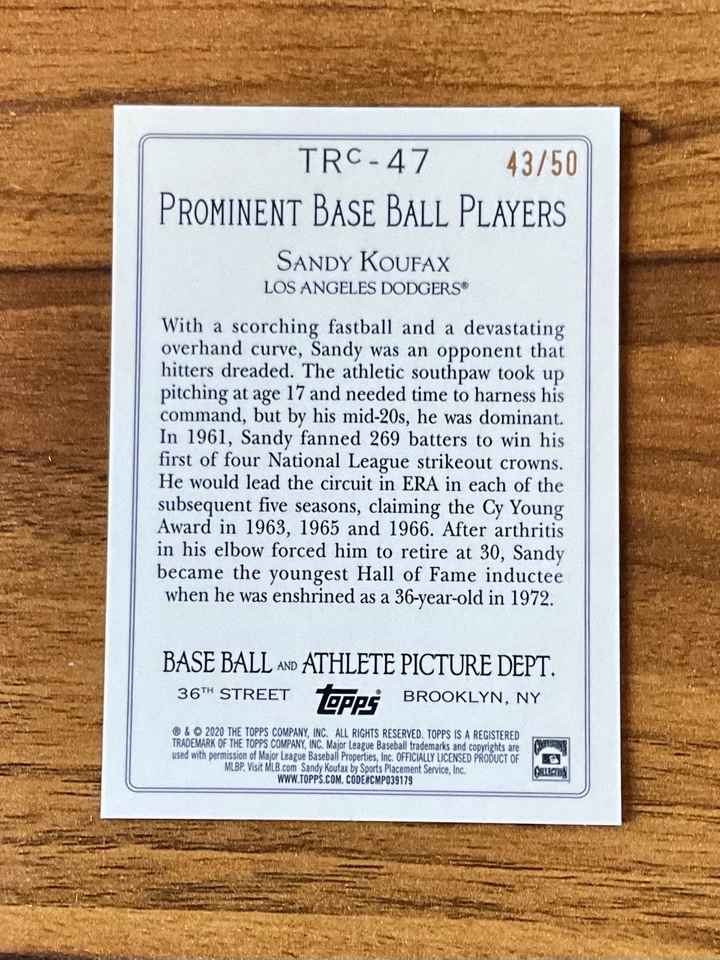 TRC - 47 43/50
PROMINENT BASE BALL PLAYERS
SANDY KOUFAX
LOS ANGELES DODGERS®
With a scorching fastball and a devastating
overhand curve, Sandy was an opponent that
hitters dreaded. The athletic southpaw took up
pitching at age 17 and needed time to harness his
command, but by his mid-20s, he was dominant.
In 1961, Sandy fanned 269 batters to win his
first of four National League strikeout crowns.
He would lead the circuit in ERA in each of the
subsequent five seasons, claiming the Cy Young
Award in 1963, 1965 and 1966. After arthritis
in his elbow forced him to retire at 30, Sandy
became the youngest Hall of Fame inductee
when he was enshrined as a 36-year-old in 1972.
BASE BALL AND ATHLETE PICTURE DEPT.
36TH STREET topps BROOKLYN, NY
® & © 2020 THE TOPPS COMPANY, INC. ALL RIGHTS RESERVED. TOPPS IS A REGISTERED
TRADEMARK OF THE TOPPS COMPANY, INC. Major League Baseball trademarks and copyrights are
used with permission of Major League Baseball Properties, Inc. OFFICIALLY LICENSED PRODUCT OF
MLBP. Visit MLB.com Sandy Koufax by Sports Placement Service, Inc.
WWW.TOPPS.COM. CODE#CMP039179
COOPERSTOWN
COLLECTION